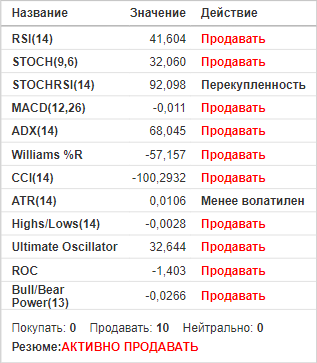 Название Значение Действие
RSI(14) 41,604 Продавать
STOCH(9,6) 32,060 Продавать
STOCHRSI(14) 92,098 Перекупленность
MACD(12,26) -0,011 Продавать
ADX(14) 68,045 Продавать
Williams %R -57,157 Продавать
CCI(14) -100,2932 Продавать
ATR(14) 0,0106 Менее волатилен
Highs/Lows(14) -0,0028 Продавать
Ultimate Oscillator 32,644 Продавать
ROC -1,403 Продавать
Bull/Bear
Power(13) -0,0266 Продавать
Покупать: 0 Продавать: 10 Нейтрально: 0
Резюме:АКТИВНО ПРОДАВАТЬ